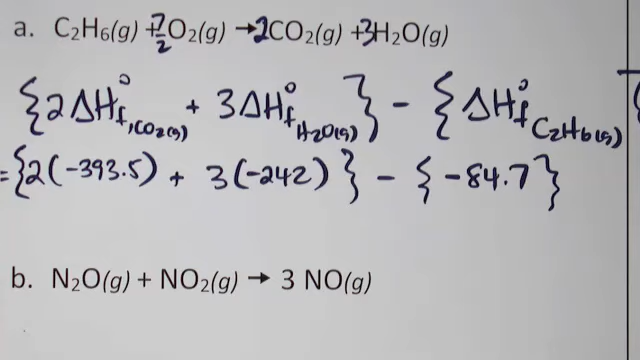 a. C₂H₆(g) + 7/2 O₂(g) → 2CO₂(g) + 3H₂O(g)
{2ΔH°f,CO₂(g) + 3ΔH°f H₂O(g)} − {ΔH°f C₂H₆(g)
= {2(-393.5) + 3(-242)} − {-84.7}
b. N₂O(g) + NO₂(g) → 3 NO(g)